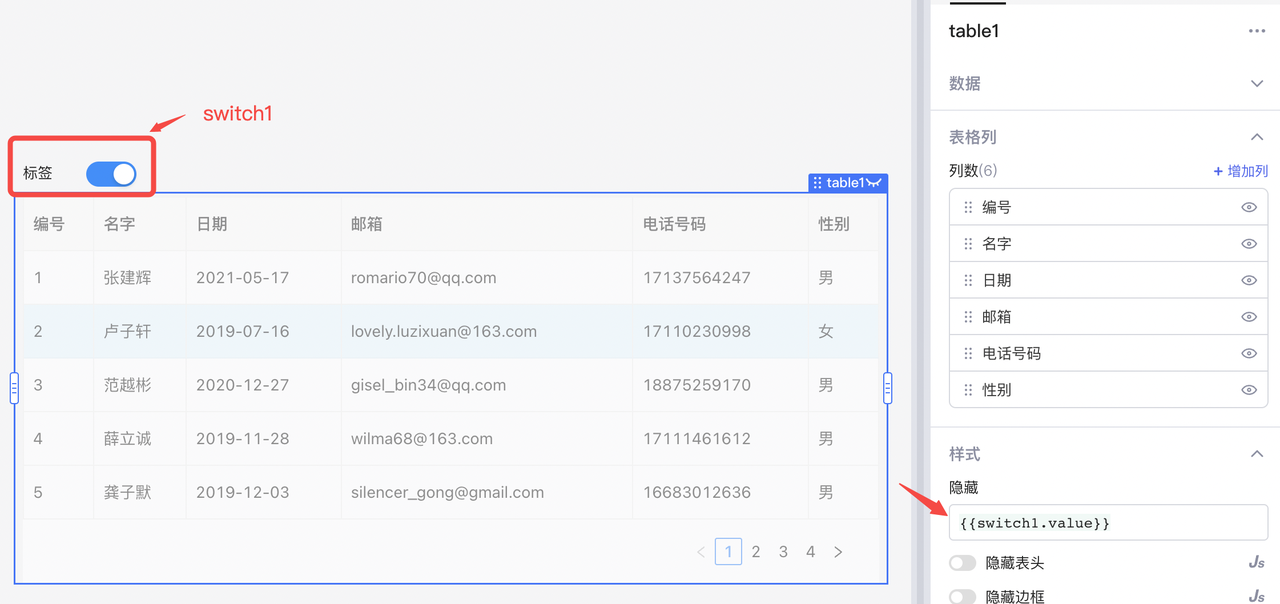 switch1
标签
table1
编号 名字 日期 邮箱 电话号码 性别
1 张建辉 2021-05-17 romario70@qq.com 17137564247 男
2 卢子轩 2019-07-16 lovely.luzixuan@163.com 17110230998 女
3 范越彬 2020-12-27 gisel_bin34@qq.com 18875259170 男
4 薛立诚 2019-11-28 wilma68@163.com 17111461612 男
5 龚子默 2019-12-03 silencer_gong@gmail.com 16683012636 男
< 1 2 3 4 >
table1 ···
数据
表格列
列数(6) + 增加列
编号
名字
日期
邮箱
电话号码
性别
样式
隐藏
{{switch1.value}}
隐藏表头 Js
隐藏边框 Js